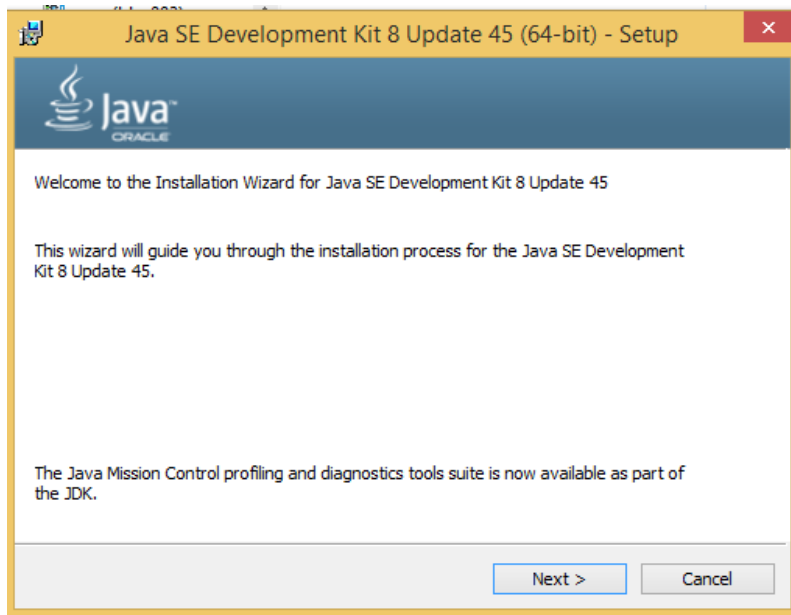 Java SE Development Kit 8 Update 45 (64-bit) - Setup
Java™
ORACLE
Welcome to the Installation Wizard for Java SE Development Kit 8 Update 45
This wizard will guide you through the installation process for the Java SE Development
Kit 8 Update 45.
The Java Mission Control profiling and diagnostics tools suite is now available as part of
the JDK.
Next >
Cancel